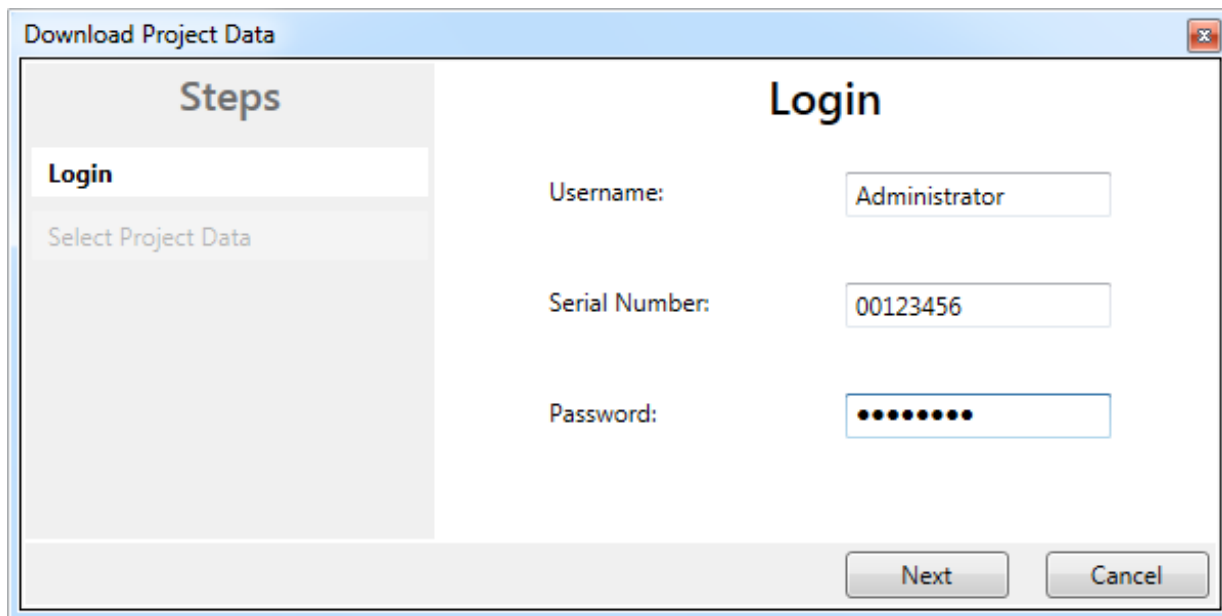 Download Project Data
Steps
Login
Select Project Data
Login
Username:
Administrator
Serial Number:
00123456
Password:
••••••••
Next
Cancel